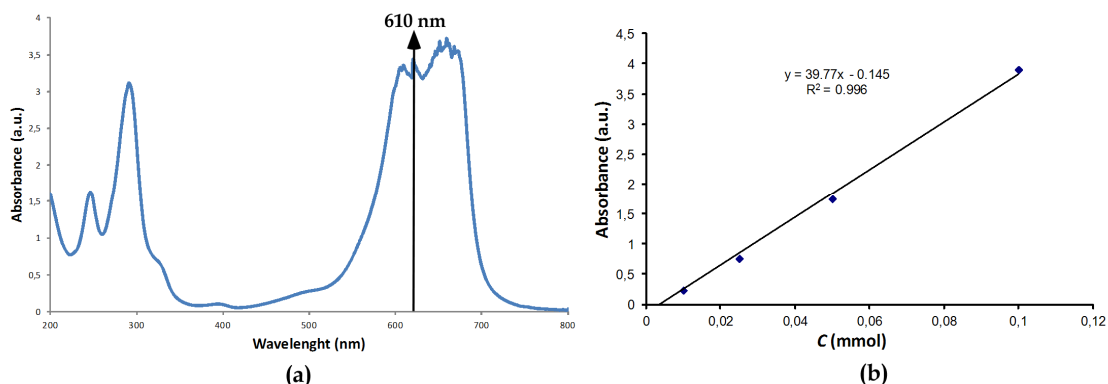 610 nm
4
3,5
3
2,5
2
1,5
1
0,5
0
Absorbance (a.u.)
200 300 400 500 600 700 800
Wavelenght (nm)
(a)
4,5
4
3,5
3
2,5
2
1,5
1
0,5
0
Absorbance (a.u.)
y = 39.77x - 0.145
R² = 0.996
0 0,02 0,04 0,06 0,08 0,1 0,12
C (mmol)
(b)